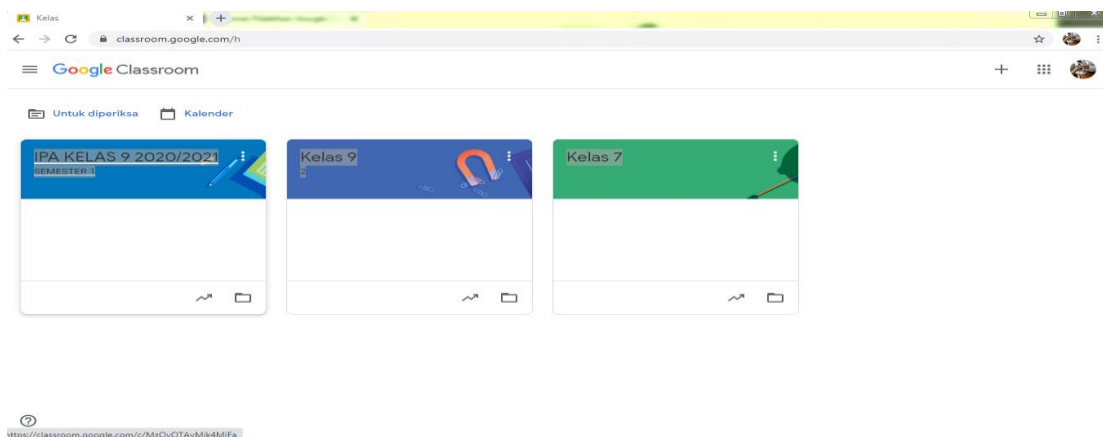 Kelas
classroom.google.com/h
Google Classroom
Untuk diperiksa
Kalender
IPA KELAS 9 2020/2021
SEMESTER 1
Kelas 9
2
Kelas 7